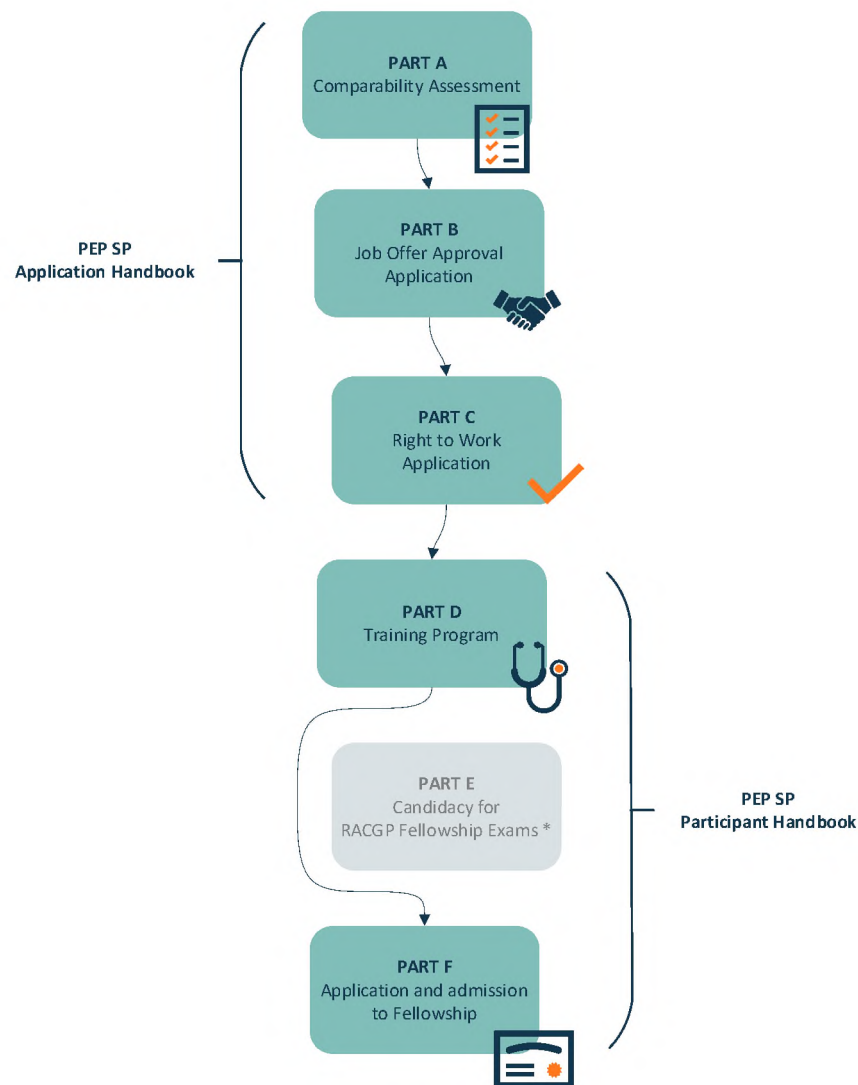 PART A
Comparability Assessment
PART B
Job Offer Approval
Application
PEP SP
Application Handbook
PART C
Right to Work
Application
PART D
Training Program
PART E
Candidacy for
RACGP Fellowship Exams *
PEP SP
Participant Handbook
PART F
Application and admission
to Fellowship